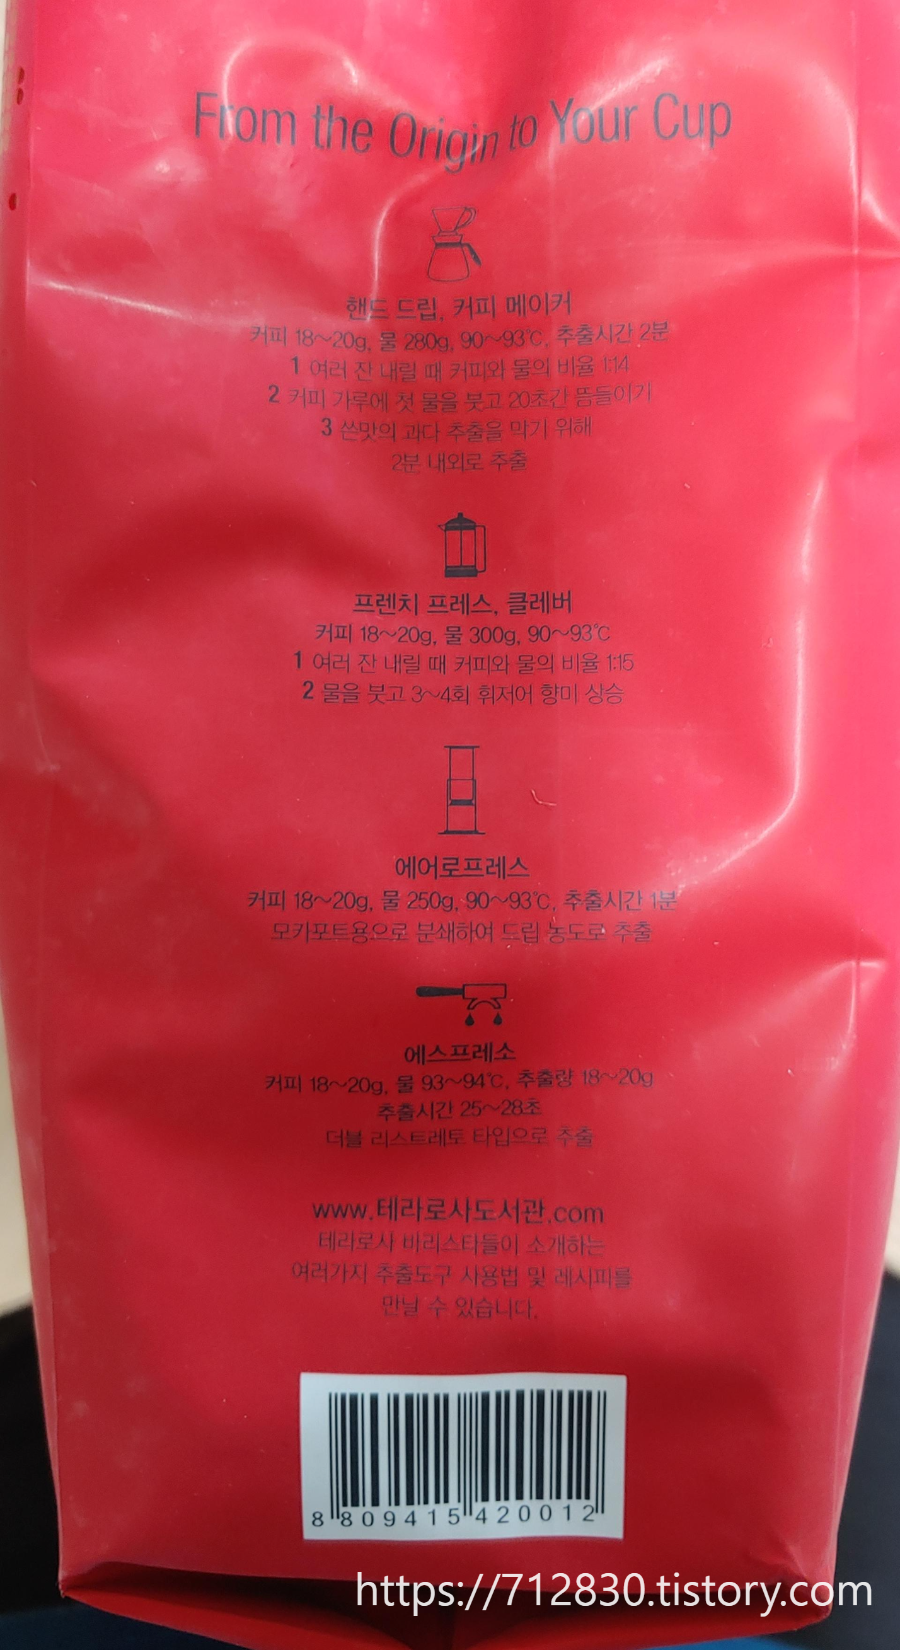 From the Origin to Your Cup
핸드 드립, 커피 메이커
커피 18~20g, 물 280g, 90~93℃, 추출시간 2분
1 여러 잔 내릴 때 커피와 물의 비율 1:14
2 커피 가루에 첫 물을 붓고 20초간 뜸들이기
3 쓴맛의 과다 추출을 막기 위해
2분 내외로 추출
프렌치 프레스, 클레버
커피 18~20g, 물 300g, 90~93℃
1 여러 잔 내릴 때 커피와 물의 비율 1:15
2 물을 붓고 3~4회 휘저어 향미 상승
에어로프레스
커피 18~20g, 물 250g, 90~93℃, 추출시간 1분
모카포트용으로 분쇄하여 드립 농도로 추출
에스프레소
커피 18~20g, 물 93~94℃, 추출량 18~20g
추출시간 25~28초
더블 리스트레토 타입으로 추출
www.테라로사도서관.com
테라로사 바리스타들이 소개하는
여러가지 추출도구 사용법 및 레시피를
만날 수 있습니다.
8 809415 420012
https://712830.tistory.com